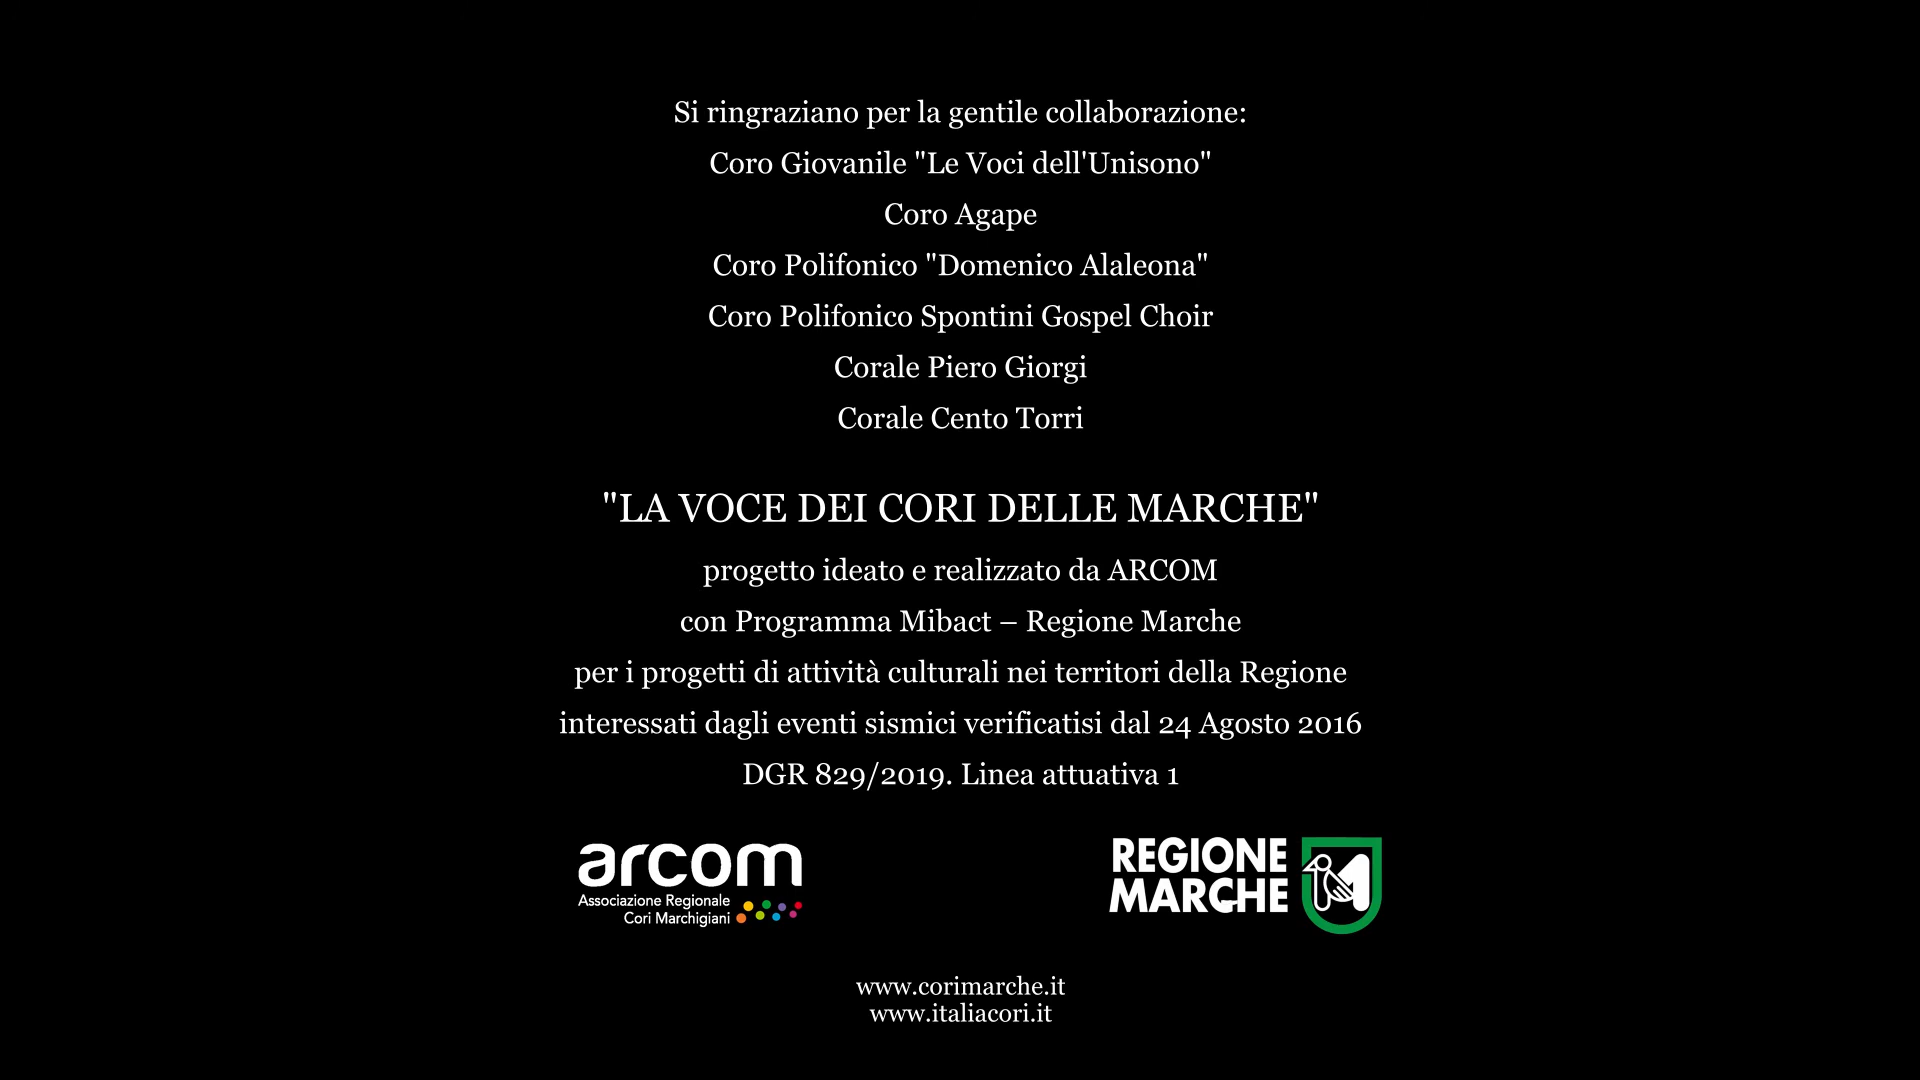 Si ringraziano per la gentile collaborazione:
Coro Giovanile "Le Voci dell'Unisono"
Coro Agape
Coro Polifonico "Domenico Alaleona"
Coro Polifonico Spontini Gospel Choir
Corale Piero Giorgi
Corale Cento Torri
"LA VOCE DEI CORI DELLE MARCHE"
progetto ideato e realizzato da ARCOM
con Programma Mibact – Regione Marche
per i progetti di attività culturali nei territori della Regione
interessati dagli eventi sismici verificatisi dal 24 Agosto 2016
DGR 829/2019. Linea attuativa 1
arcom
Associazione Regionale
Cori Marchigiani
REGIONE
MARCHE
www.corimarche.it
www.italiacori.it